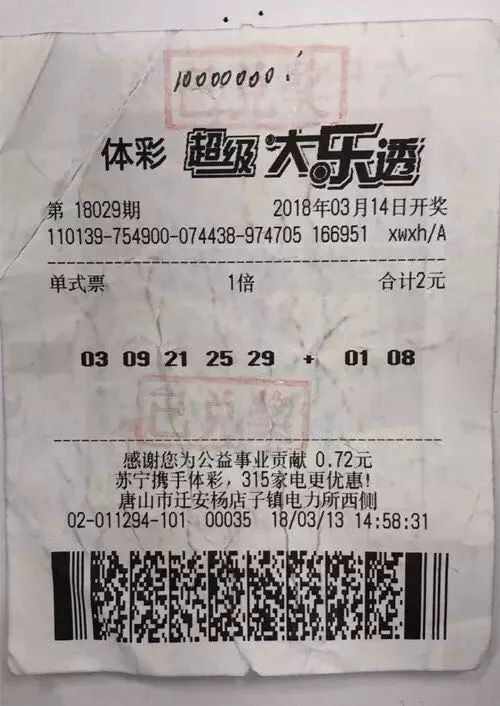 10000000.
已兑奖
体彩 超级大乐透
第 18029期 2018年03月14日开奖
110139-754900-074438-974705 166951 xwxh/A
单式票 1倍 合计2元
03 09 21 25 29 + 01 08
已兑奖
感谢您为公益事业贡献 0.72元
苏宁携手体彩，315家电更优惠！
唐山市迁安杨店子镇电力所西侧
02-011294-101 00035 18/03/13 14:58:31